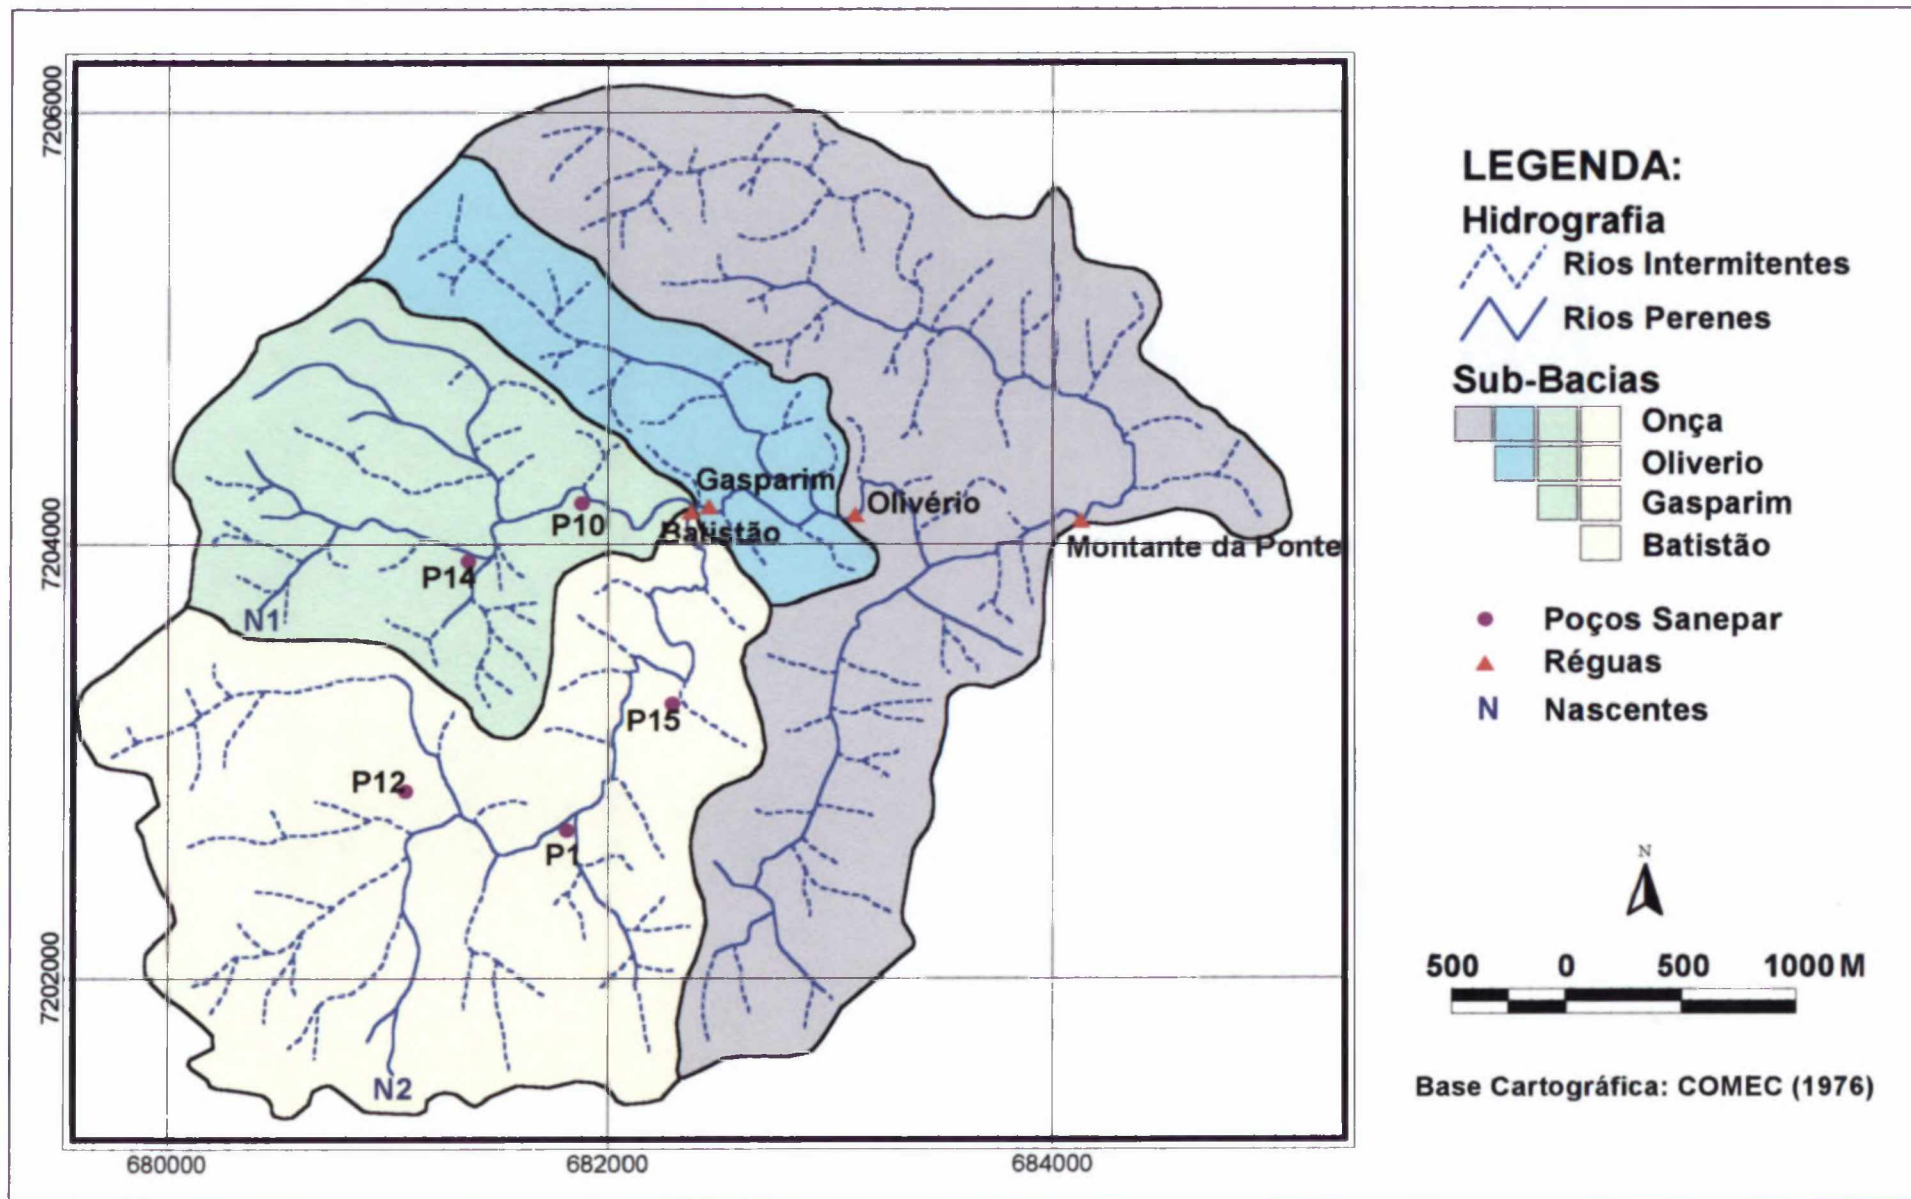 7206000
7204000
7202000
680000
682000
684000
Gasparim
Olivério
Batistão
Montante da Ponte
P10
P14
N1
P15
P12
P1
N2
LEGENDA:
Hidrografia
Rios Intermitentes
Rios Perenes
Sub-Bacias
Onça
Oliverio
Gasparim
Batistão
Poços Sanepar
Réguas
N Nascentes
N
500 0 500 1000 M
Base Cartográfica: COMEC (1976)